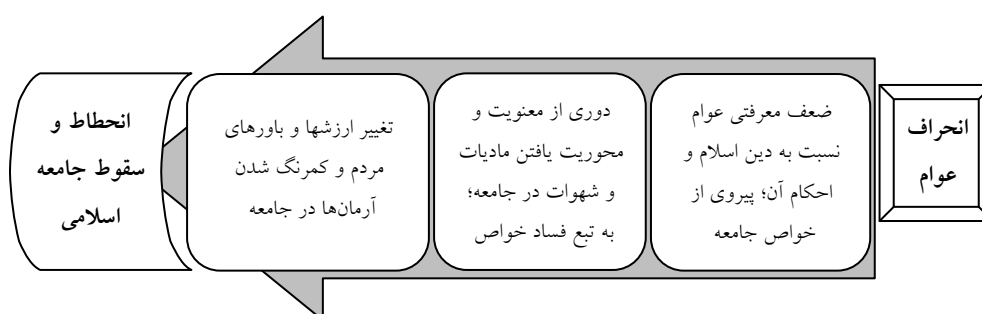 انحراف
عوام
ضعف معرفتی عوام
نسبت به دین اسلام و
احکام آن؛ پیروی از
خواص جامعه
دوری از معنویت و
محوریت یافتن مادیات
و شهوات در جامعه؛
به تبع فساد خواص
تغییر ارزشها و باورهای
مردم و کمرنگ شدن
آرمان‌ها در جامعه
انحطاط و
سقوط جامعه
اسلامی